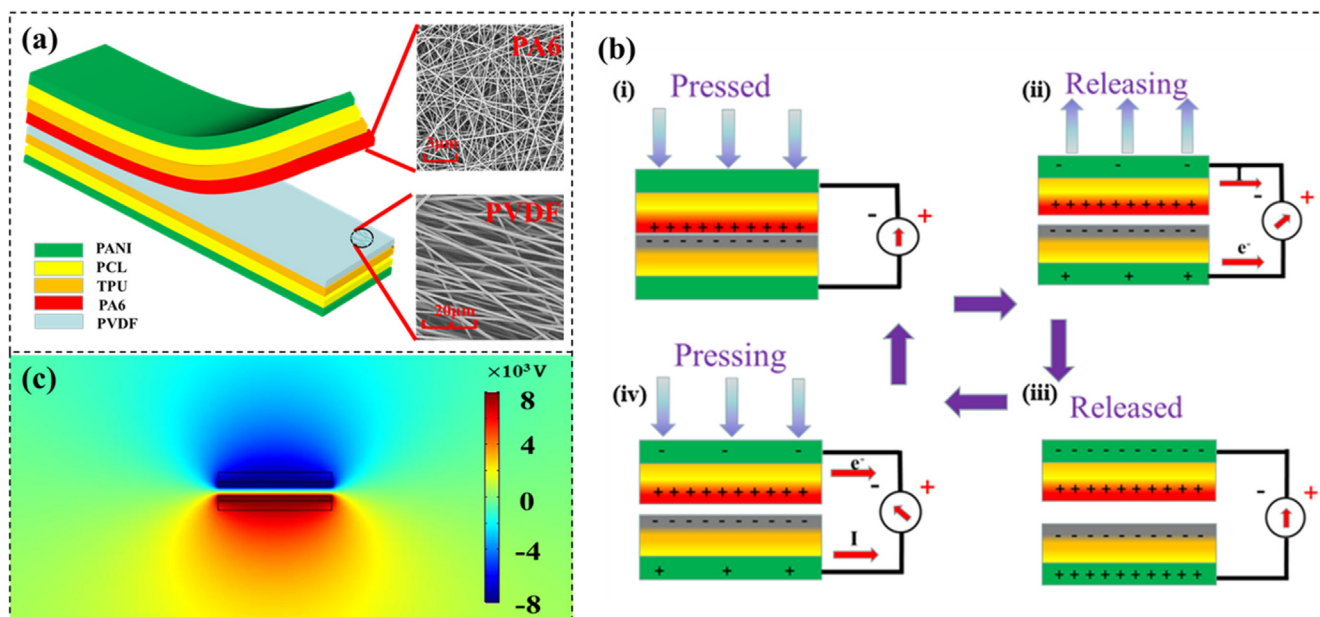 (a)
PA6
3μm
PVDF
20μm
PANI
PCL
TPU
PA6
PVDF
(b)
(i)
Pressed
+ + + + + + + + +
- - - - - - - - -
- +
(ii)
Releasing
- - -
- +
+ + + + + + + + +
- - - - - - - - -
e-
+ + +
(iii)
Released
- - - - - - - - -
- +
+ + + + + + + + +
- - - - - - - - -
+ + + + + + + + +
(iv)
Pressing
- - -
e-
- +
+ + + + + + + + +
- - - - - - - - -
I
+ + +
(c)
×10³ V
8
4
0
-4
-8